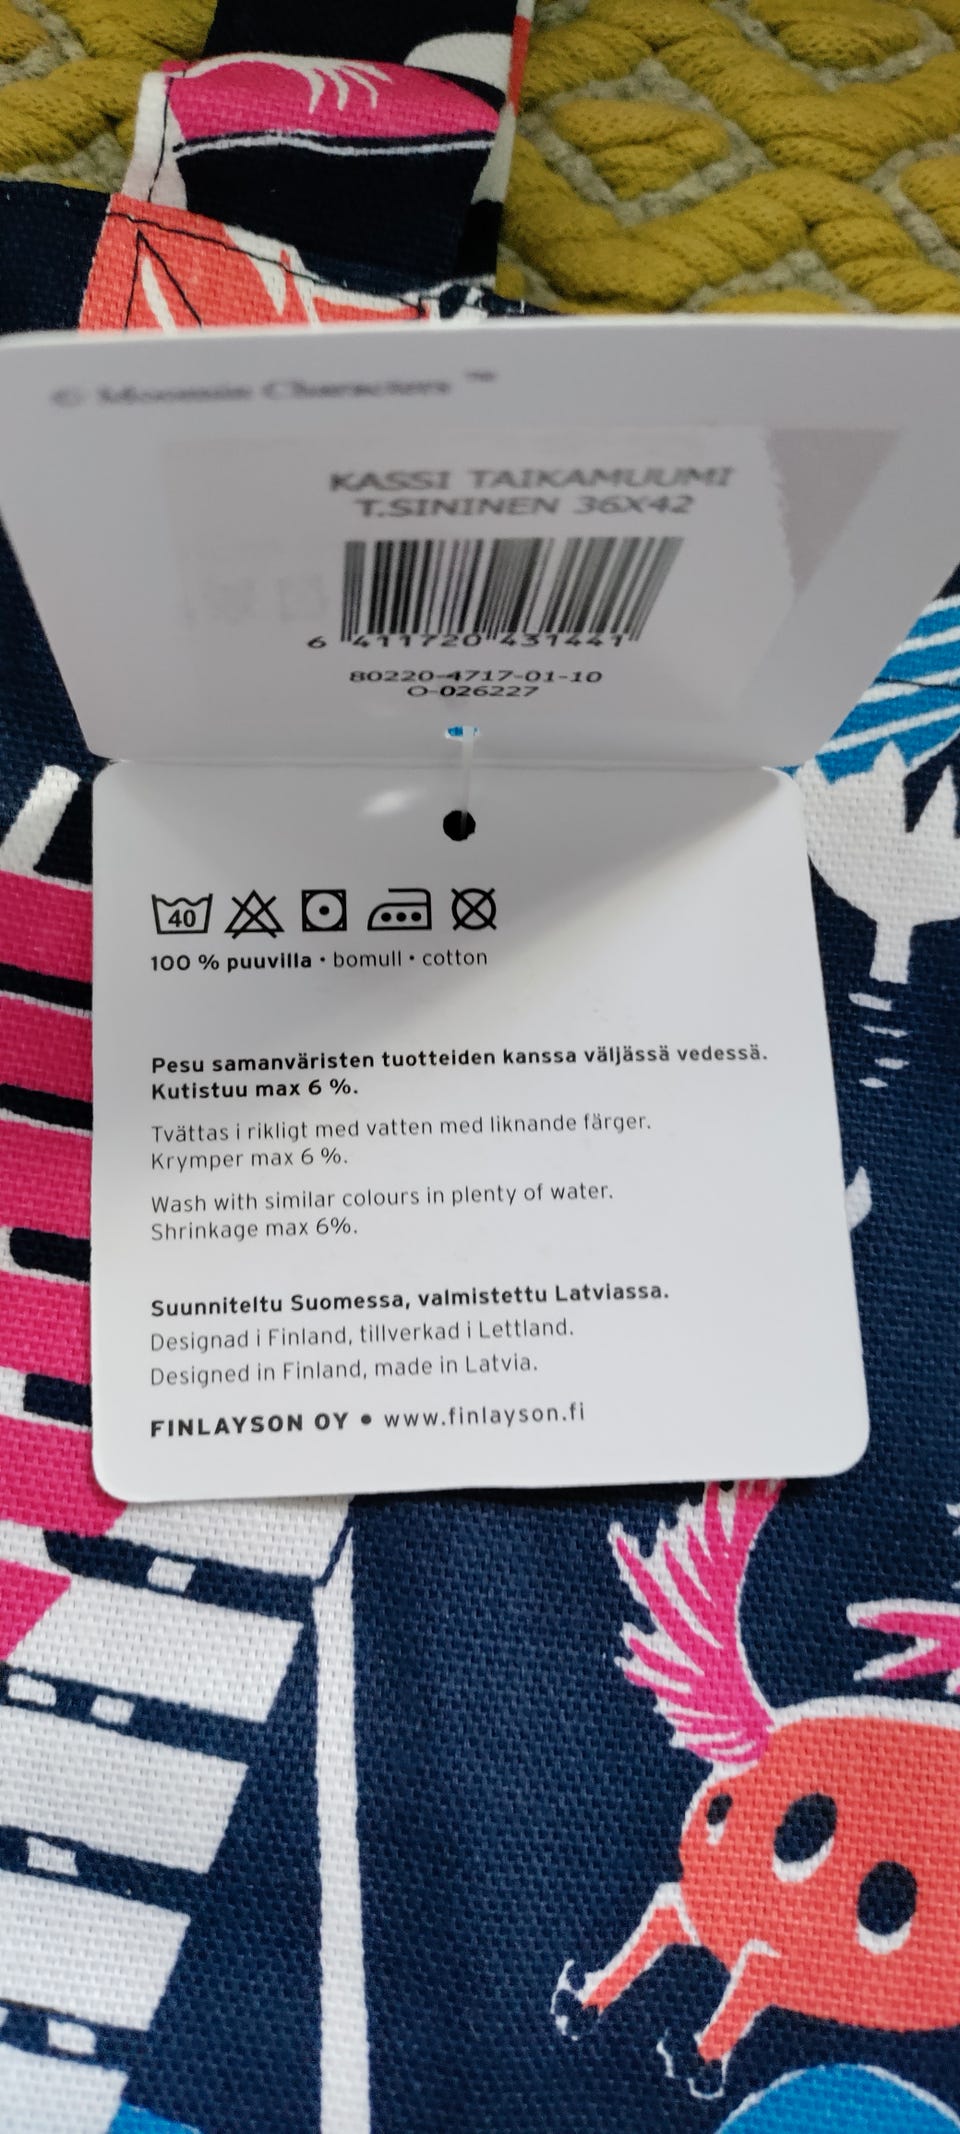 © Moomin Characters ™
KASSI TAIKAMUUMI
T.SININEN 36X42
6 411720 431441
80220-4717-01-10
O-026227
40
100 % puuvilla • bomull • cotton
Pesu samanväristen tuotteiden kanssa väljässä vedessä.
Kutistuu max 6 %.
Tvättas i rikligt med vatten med liknande färger.
Krymper max 6 %.
Wash with similar colours in plenty of water.
Shrinkage max 6%.
Suunniteltu Suomessa, valmistettu Latviassa.
Designad i Finland, tillverkad i Lettland.
Designed in Finland, made in Latvia.
FINLAYSON OY • www.finlayson.fi